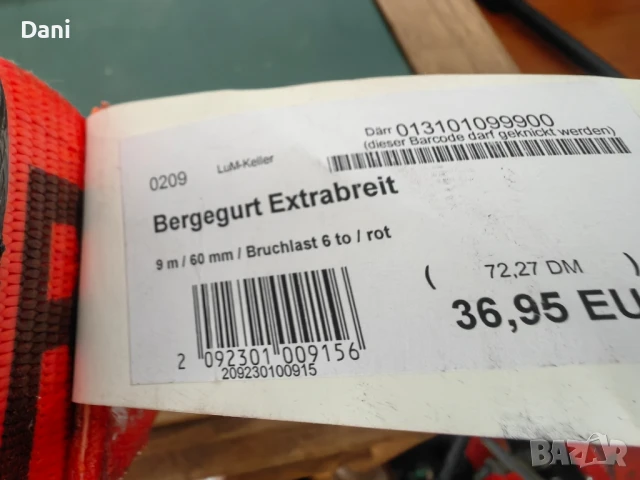 Dani
Därr 013101099900
(dieser Barcode darf geknickt werden)
0209 LuM-Keller
Bergegurt Extrabreit
9 m / 60 mm / Bruchlast 6 to / rot
( 72,27 DM )
36,95 EU
2 092301 009156
209230100915
BAZAR